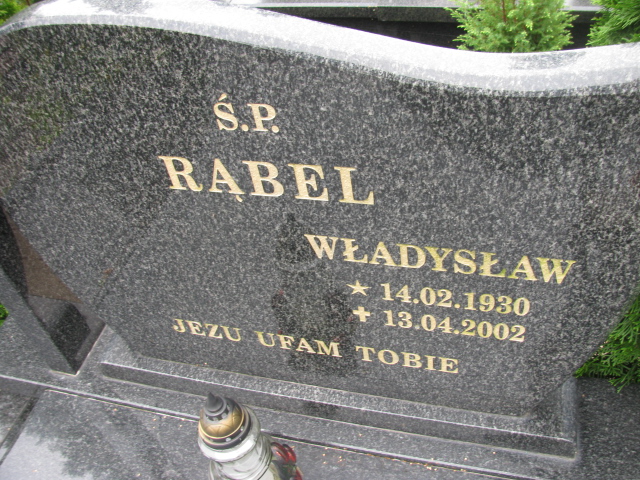 Ś.P.
RĄBEL
WŁADYSŁAW
★ 14.02.1930
✝ 13.04.2002
JEZU UFAM TOBIE